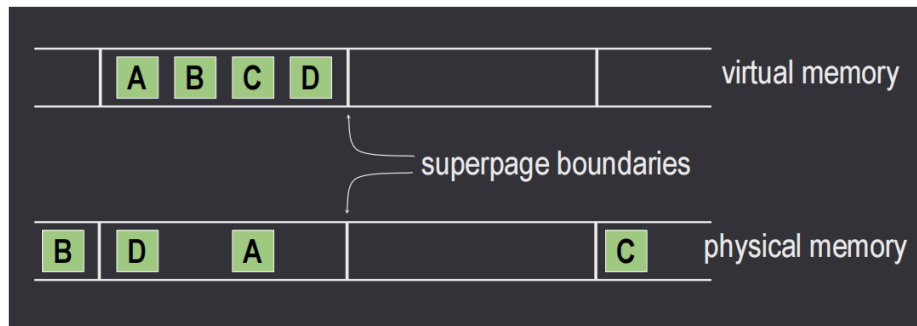 A B C D virtual memory
superpage boundaries
B D A C physical memory